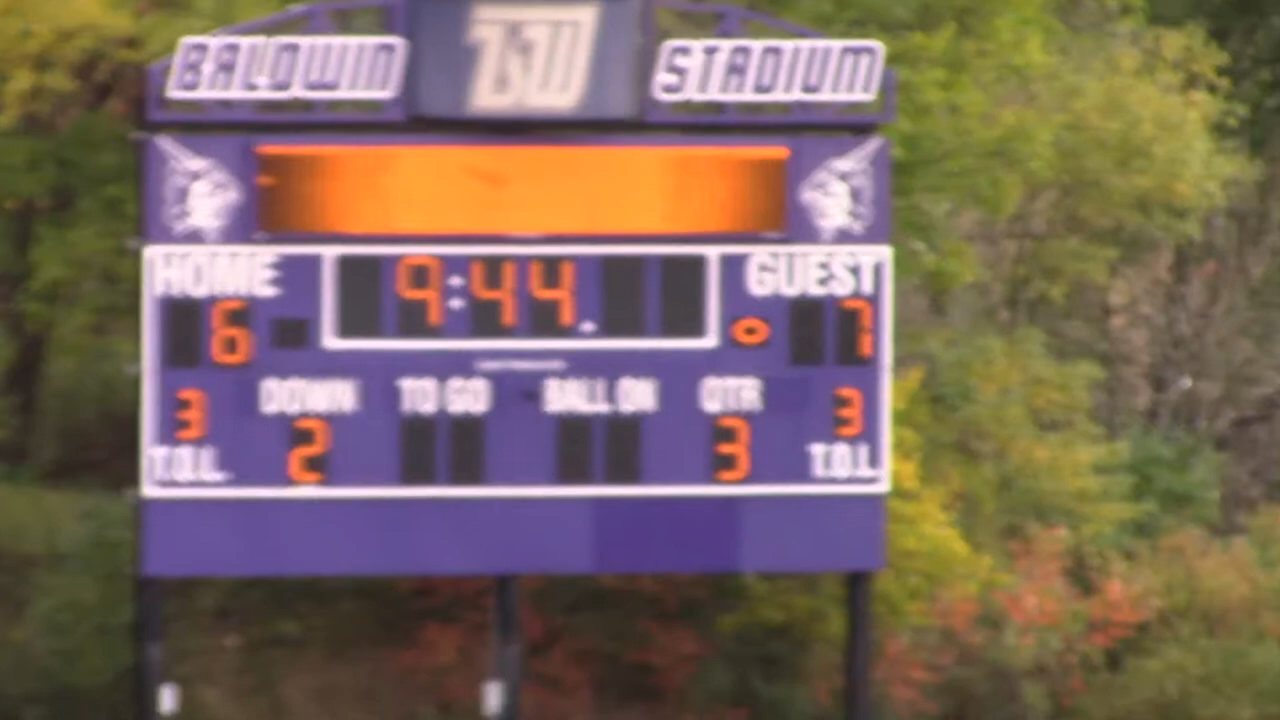 BALDWIN STADIUM
HOME 9:44 GUEST
6 7
DOWN TO GO BALL ON QTR
3 2 3 3
T.O.L. T.O.L.